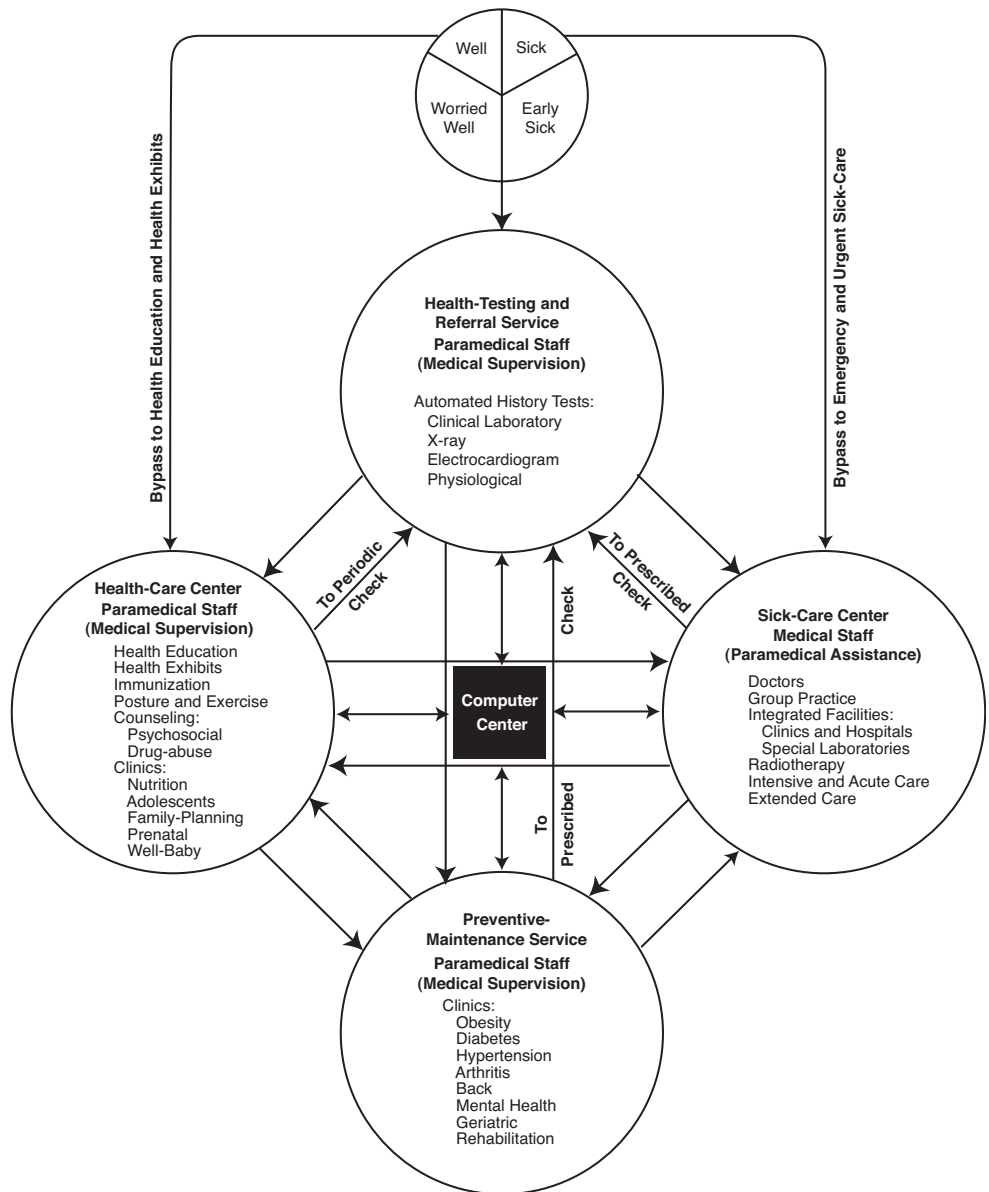 Well
Sick
Worried
Well
Early
Sick
Bypass to Health Education and Health Exhibits
Bypass to Emergency and Urgent Sick-Care
Health-Testing and
Referral Service
Paramedical Staff
(Medical Supervision)
Automated History Tests:
Clinical Laboratory
X-ray
Electrocardiogram
Physiological
To Periodic
Check
To Prescribed
Check
Health-Care Center
Paramedical Staff
(Medical Supervision)
Health Education
Health Exhibits
Immunization
Posture and Exercise
Counseling:
Psychosocial
Drug-abuse
Clinics:
Nutrition
Adolescents
Family-Planning
Prenatal
Well-Baby
Computer
Center
To
Prescribed
Check
Sick-Care Center
Medical Staff
(Paramedical Assistance)
Doctors
Group Practice
Integrated Facilities:
Clinics and Hospitals
Special Laboratories
Radiotherapy
Intensive and Acute Care
Extended Care
Preventive-
Maintenance Service
Paramedical Staff
(Medical Supervision)
Clinics:
Obesity
Diabetes
Hypertension
Arthritis
Back
Mental Health
Geriatric
Rehabilitation